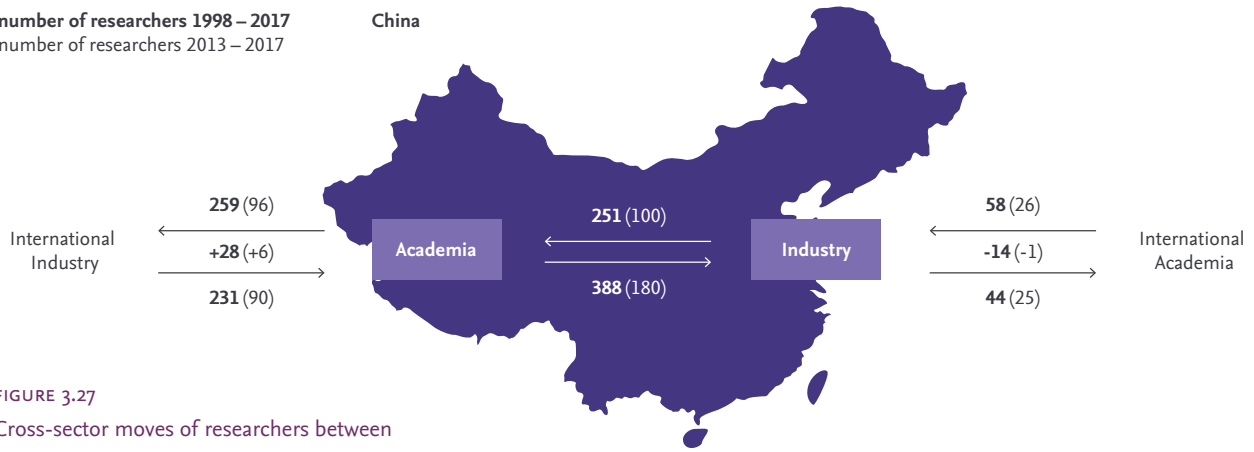 number of researchers 1998 – 2017
number of researchers 2013 – 2017
China
259 (96)
+28 (+6)
231 (90)
International
Industry
Academia
251 (100)
388 (180)
Industry
58 (26)
-14 (-1)
44 (25)
International
Academia
FIGURE 3.27
Cross-sector moves of researchers between